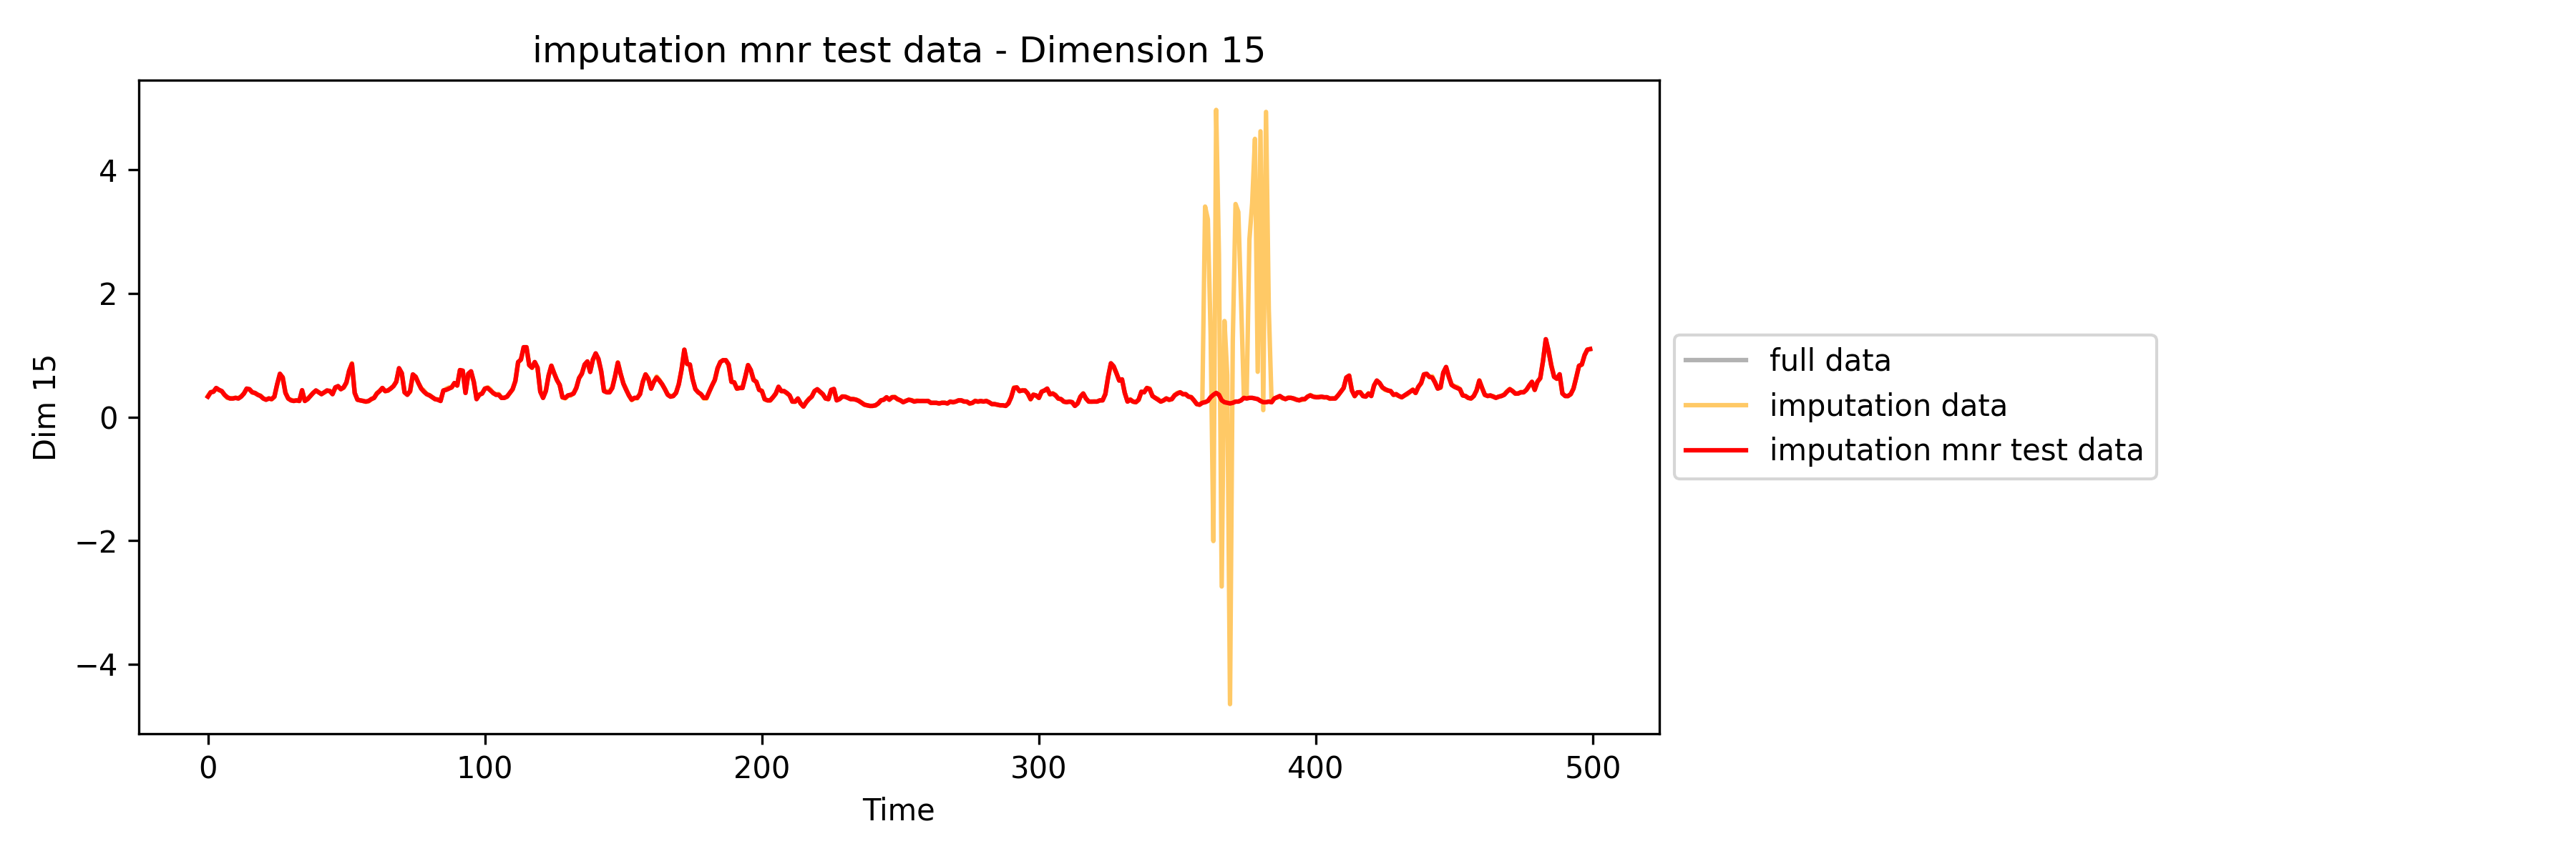 imputation mnr test data - Dimension 15
4
2
0
−2
−4
Dim 15
0 100 200 300 400 500
Time
full data
imputation data
imputation mnr test data